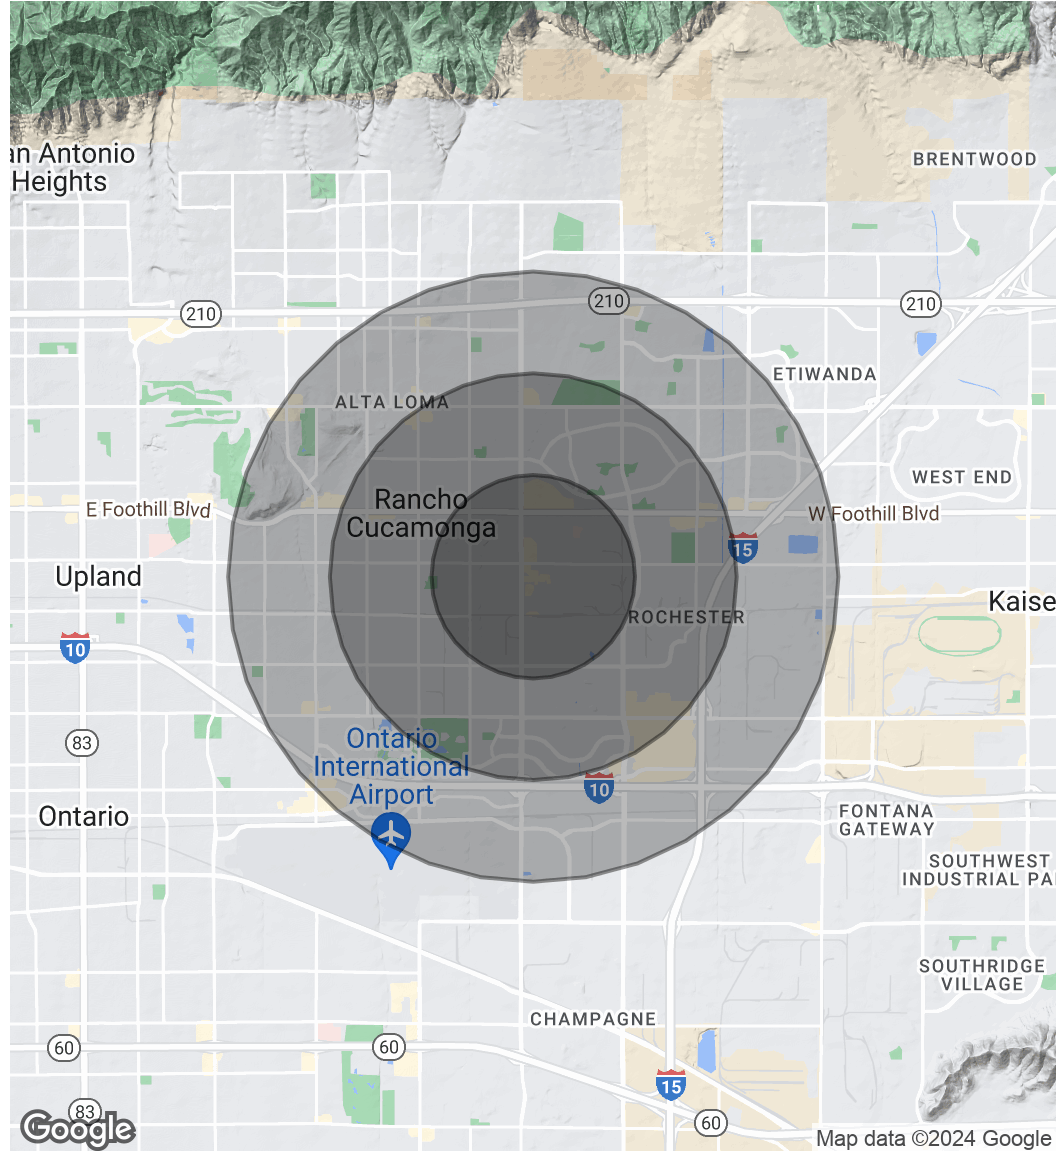 an Antonio
Heights
BRENTWOOD
210
210
210
ETIWANDA
ALTA LOMA
WEST END
Rancho
Cucamonga
E Foothill Blvd
W Foothill Blvd
15
Upland
Kaise
ROCHESTER
10
83
Ontario
International
Airport
10
Ontario
FONTANA
GATEWAY
SOUTHWEST
INDUSTRIAL PA
SOUTHRIDGE
VILLAGE
CHAMPAGNE
60
60
15
83
60
Google
Map data ©2024 Google